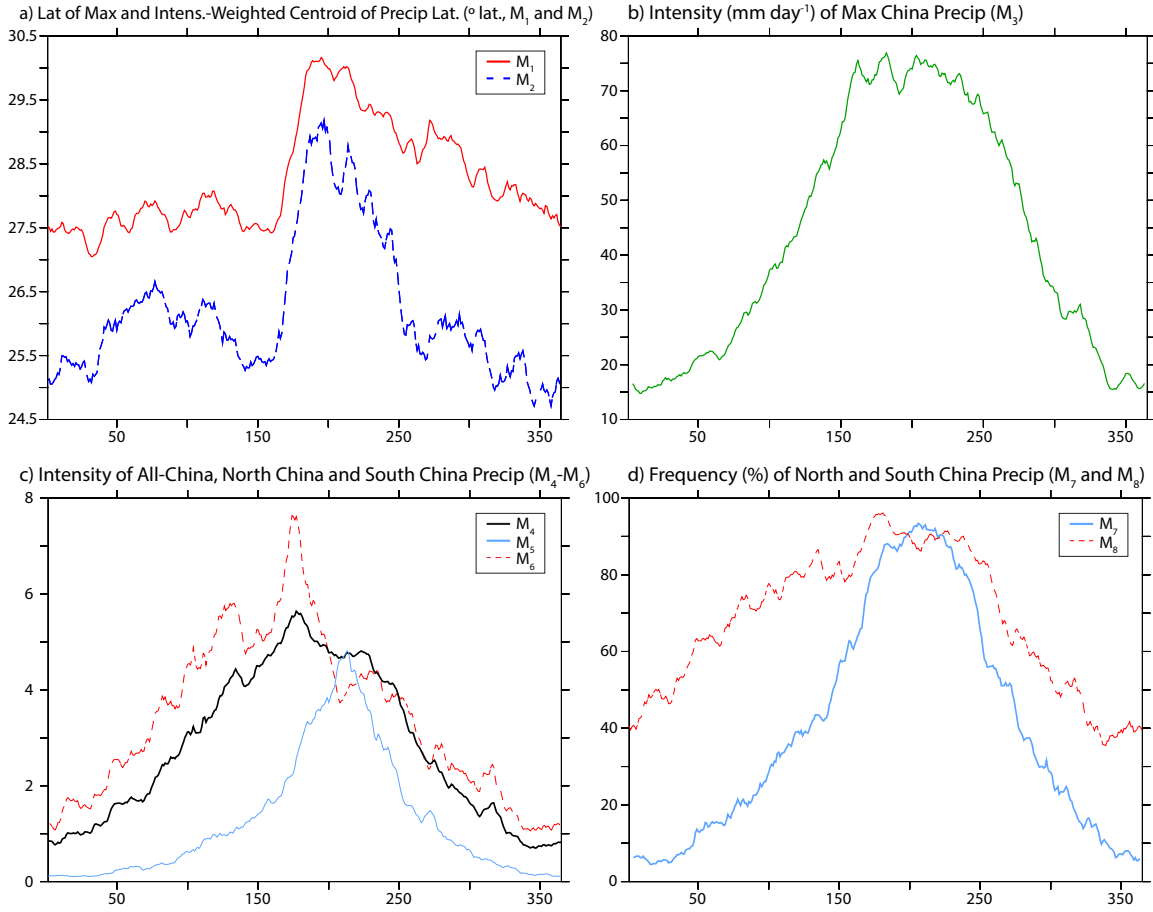 a) Lat of Max and Intens.-Weighted Centroid of Precip Lat. (º lat., M₁ and M₂)
30.5
29.5
28.5
27.5
26.5
25.5
24.5
50 150 250 350
M₁
M₂
b) Intensity (mm day⁻¹) of Max China Precip (M₃)
80
70
60
50
40
30
20
10
50 150 250 350
c) Intensity of All-China, North China and South China Precip (M₄-M₆)
8
6
4
2
0
50 150 250 350
M₄
M₅
M₆
d) Frequency (%) of North and South China Precip (M₇ and M₈)
100
80
60
40
20
0
50 150 250 350
M₇
M₈